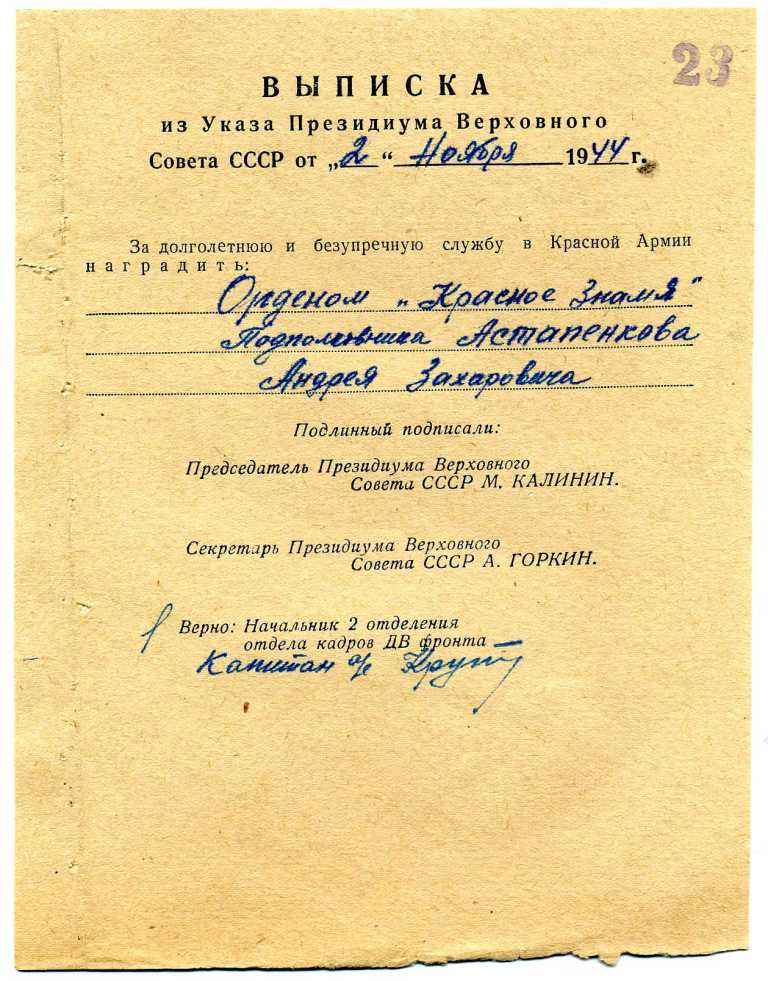 23
ВЫПИСКА
из Указа Президиума Верховного
Совета СССР от „2“ Ноября 1944 г.
За долголетнюю и безупречную службу в Красной Армии
наградить:
Орденом „Красное Знамя"
Подполковника Астапенкова
Андрея Захаровича
Подлинный подписали:
Председатель Президиума Верховного
Совета СССР М. КАЛИНИН.
Секретарь Президиума Верховного
Совета СССР А. ГОРКИН.
Верно: Начальник 2 отделения
отдела кадров ДВ фронта
Капитан а/с